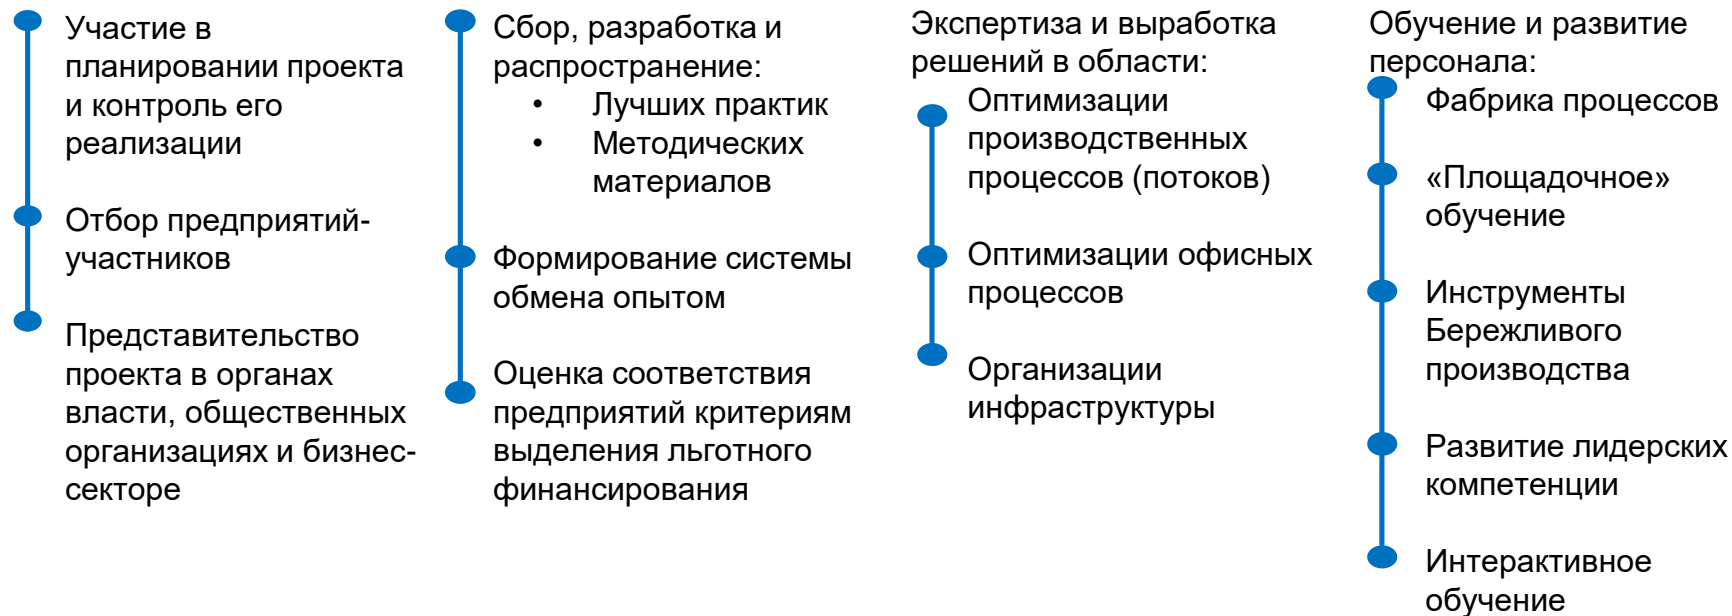 Участие в
планировании проекта
и контроль его
реализации
Отбор предприятий-
участников
Представительство
проекта в органах
власти, общественных
организациях и бизнес-
секторе
Сбор, разработка и
распространение:
• Лучших практик
• Методических
материалов
Формирование системы
обмена опытом
Оценка соответствия
предприятий критериям
выделения льготного
финансирования
Экспертиза и выработка
решений в области:
Оптимизации
производственных
процессов (потоков)
Оптимизации офисных
процессов
Организации
инфраструктуры
Обучение и развитие
персонала:
Фабрика процессов
«Площадочное»
обучение
Инструменты
Бережливого
производства
Развитие лидерских
компетенции
Интерактивное
обучение